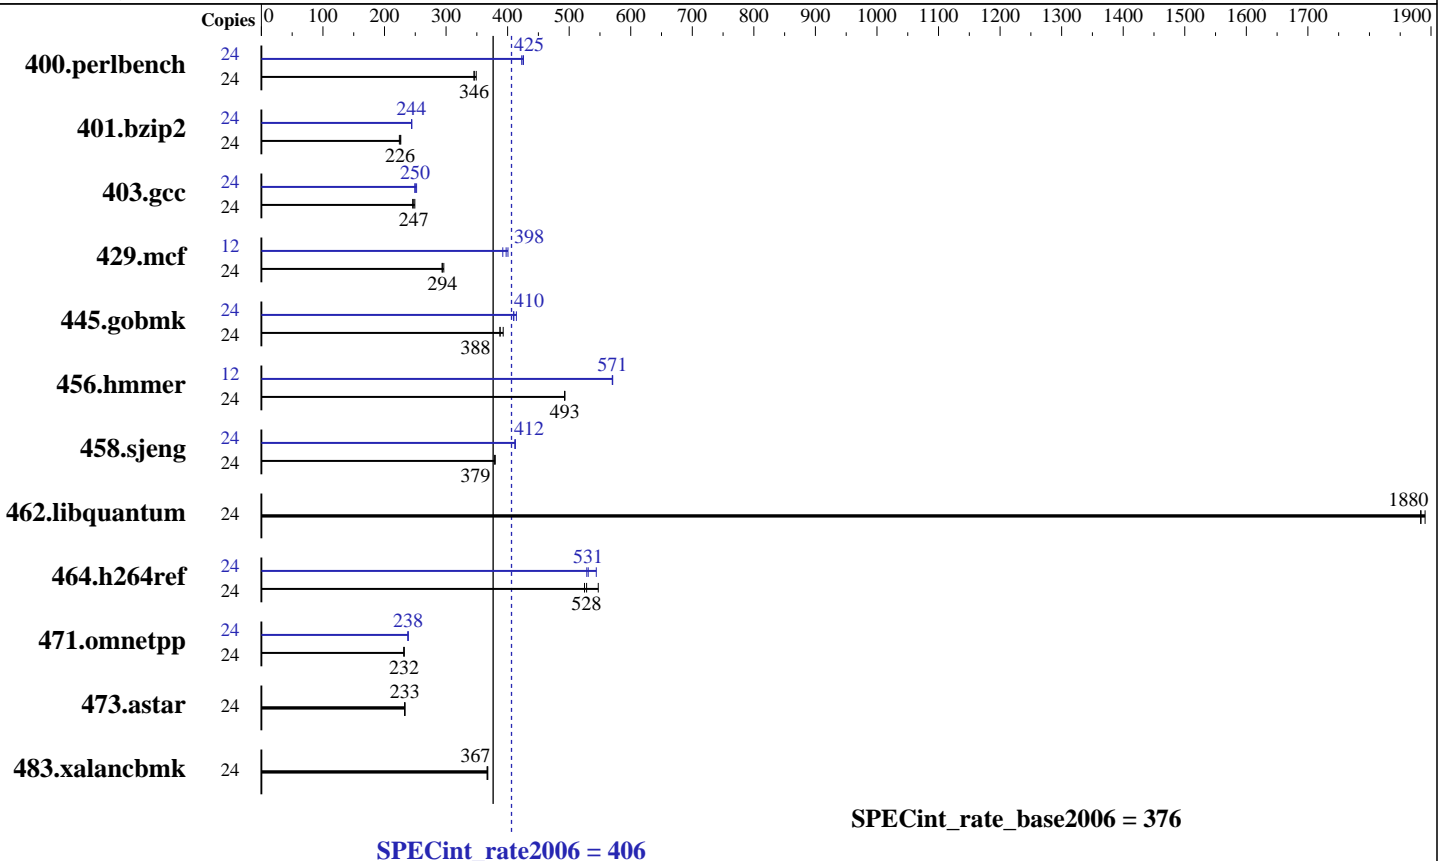 Copies 0 100 200 300 400 500 600 700 800 900 1000 1100 1200 1300 1400 1500 1600 1700 1900
400.perlbench 24 425
24 346
401.bzip2 24 244
24 226
403.gcc 24 250
24 247
429.mcf 12 398
24 294
445.gobmk 24 410
24 388
456.hmmer 12 571
24 493
458.sjeng 24 412
24 379
462.libquantum 24 1880
464.h264ref 24 531
24 528
471.omnetpp 24 238
24 232
473.astar 24 233
483.xalancbmk 24 367
SPECint_rate_base2006 = 376
SPECint_rate2006 = 406